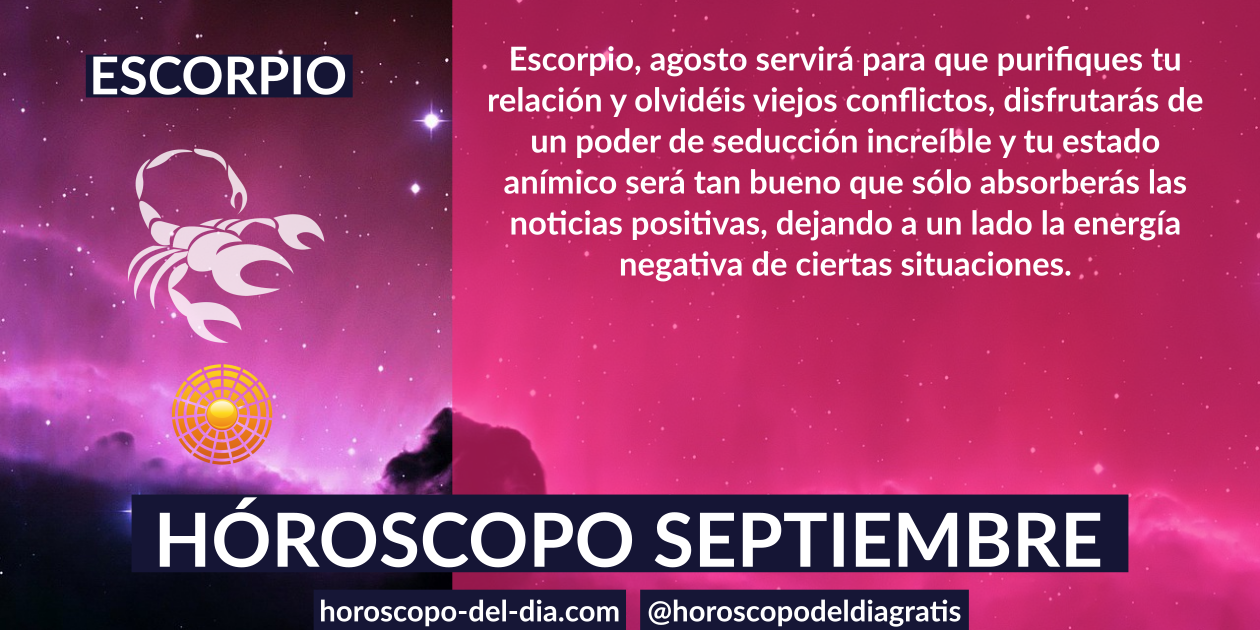 ESCORPIO
Escorpio, agosto servirá para que purifiques tu
relación y olvidéis viejos conflictos, disfrutarás de
un poder de seducción increíble y tu estado
anímico será tan bueno que sólo absorberás las
noticias positivas, dejando a un lado la energía
negativa de ciertas situaciones.
HÓROSCOPO SEPTIEMBRE
horoscopo-del-dia.com
@horoscopodeldiagratis